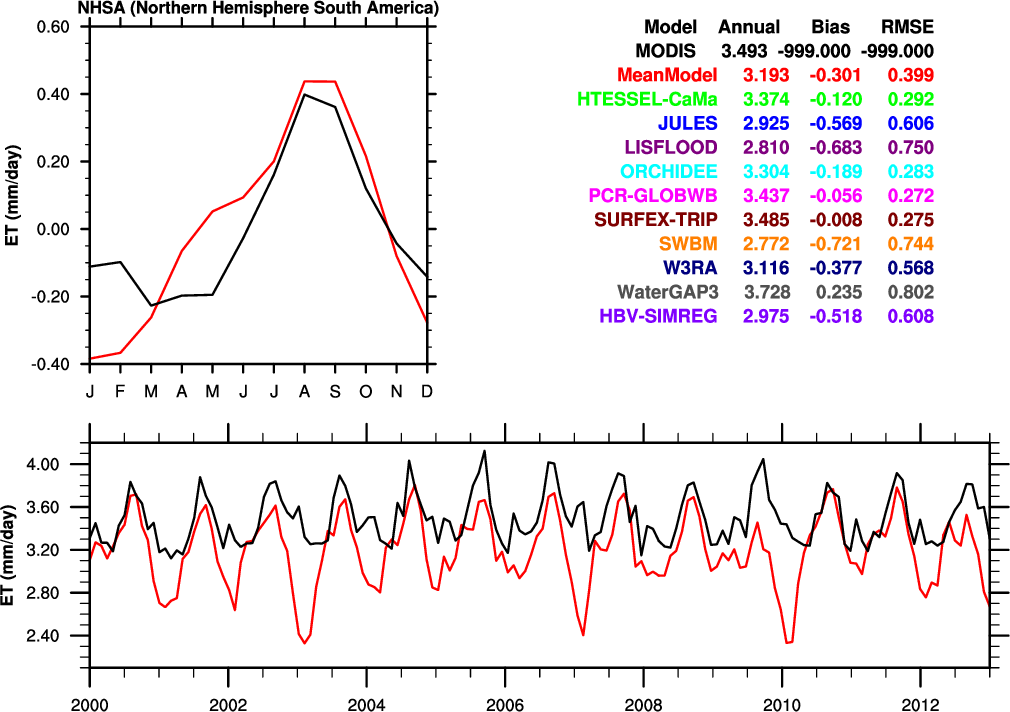 NHSA (Northern Hemisphere South America)
0.60
0.40
0.20
0.00
-0.20
-0.40
ET (mm/day)
J F M A M J J A S O N D
Model Annual Bias RMSE
MODIS 3.493 -999.000 -999.000
MeanModel 3.193 -0.301 0.399
HTESSEL-CaMa 3.374 -0.120 0.292
JULES 2.925 -0.569 0.606
LISFLOOD 2.810 -0.683 0.750
ORCHIDEE 3.304 -0.189 0.283
PCR-GLOBWB 3.437 -0.056 0.272
SURFEX-TRIP 3.485 -0.008 0.275
SWBM 2.772 -0.721 0.744
W3RA 3.116 -0.377 0.568
WaterGAP3 3.728 0.235 0.802
HBV-SIMREG 2.975 -0.518 0.608
4.00
3.60
3.20
2.80
2.40
ET (mm/day)
2000 2002 2004 2006 2008 2010 2012